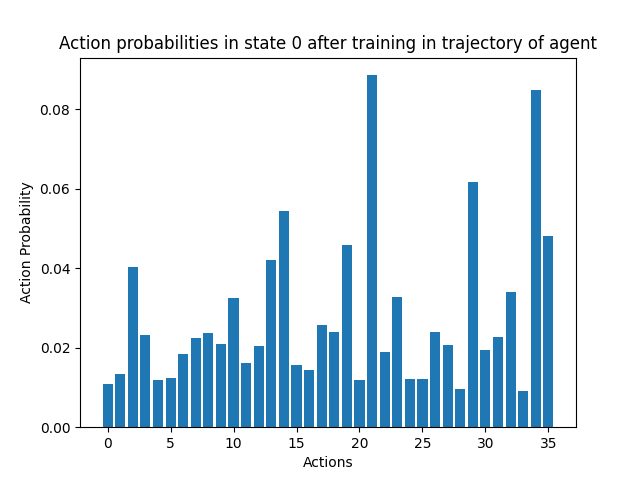 Action probabilities in state 0 after training in trajectory of agent
0.08
0.06
0.04
0.02
0.00
Action Probability
0 5 10 15 20 25 30 35
Actions